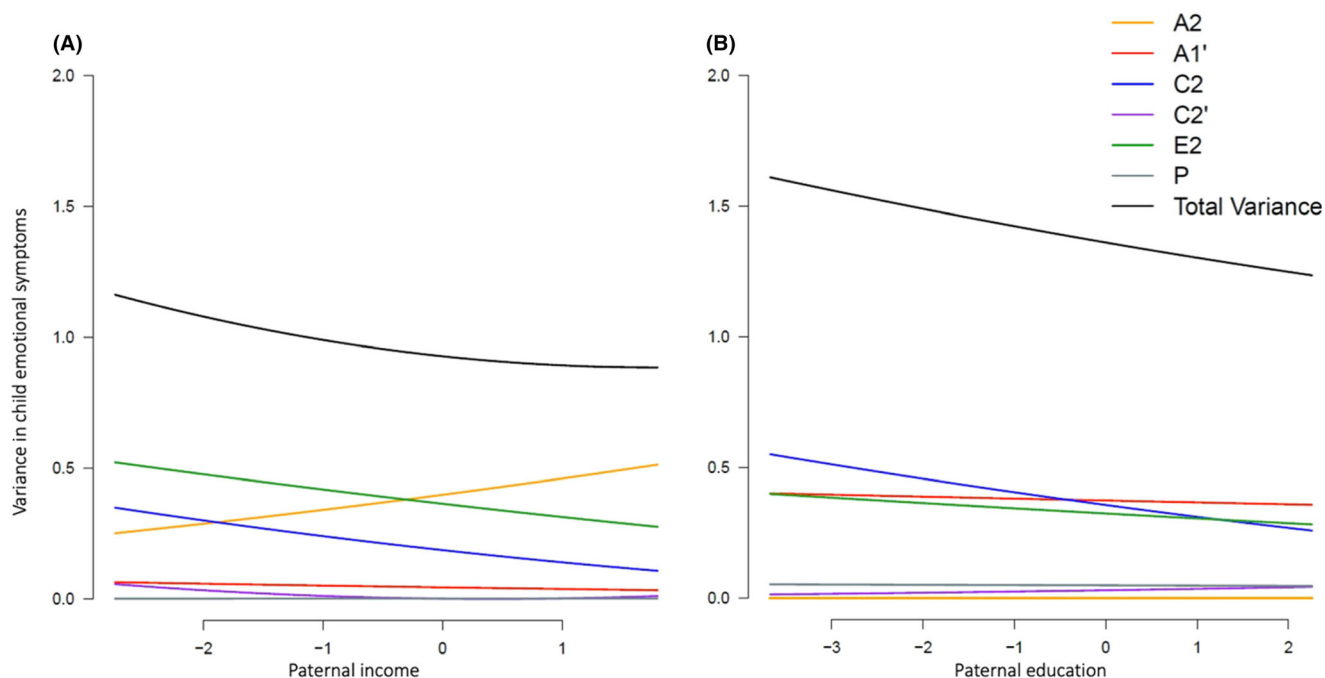 (A)
(B)
A2
A1'
C2
C2'
E2
P
Total Variance
Variance in child emotional symptoms
2.0
1.5
1.0
0.5
0.0
−2
−1
0
1
Paternal income
2.0
1.5
1.0
0.5
0.0
−3
−2
−1
0
1
2
Paternal education